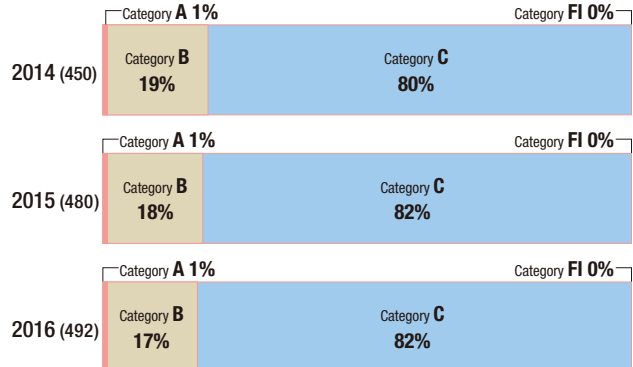 Category A 1% Category FI 0%
2014 (450)
Category B
19%
Category C
80%
Category A 1% Category FI 0%
2015 (480)
Category B
18%
Category C
82%
Category A 1% Category FI 0%
2016 (492)
Category B
17%
Category C
82%